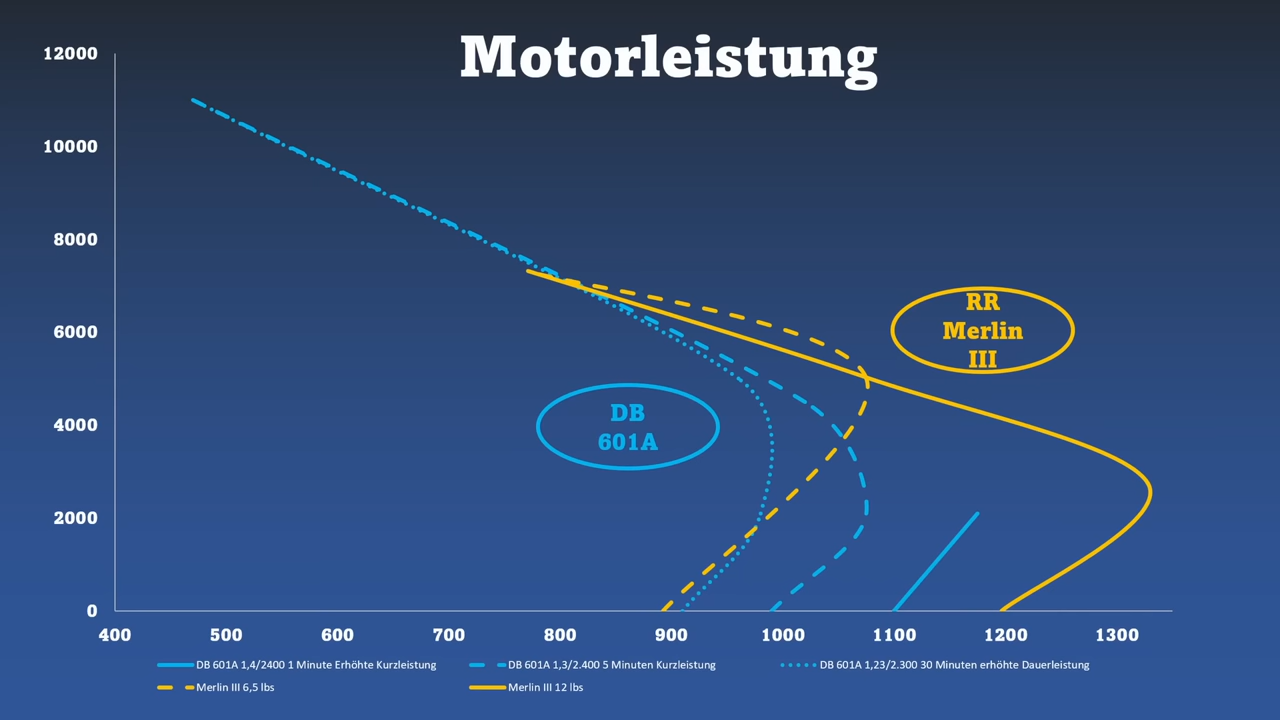 Motorleistung
12000
10000
8000
6000
4000
2000
0
400 500 600 700 800 900 1000 1100 1200 1300
RR
Merlin
III
DB
601A
DB 601A 1,4/2400 1 Minute Erhöhte Kurzleistung
DB 601A 1,3/2.400 5 Minuten Kurzleistung
DB 601A 1,23/2.300 30 Minuten erhöhte Dauerleistung
Merlin III 6,5 lbs
Merlin III 12 lbs